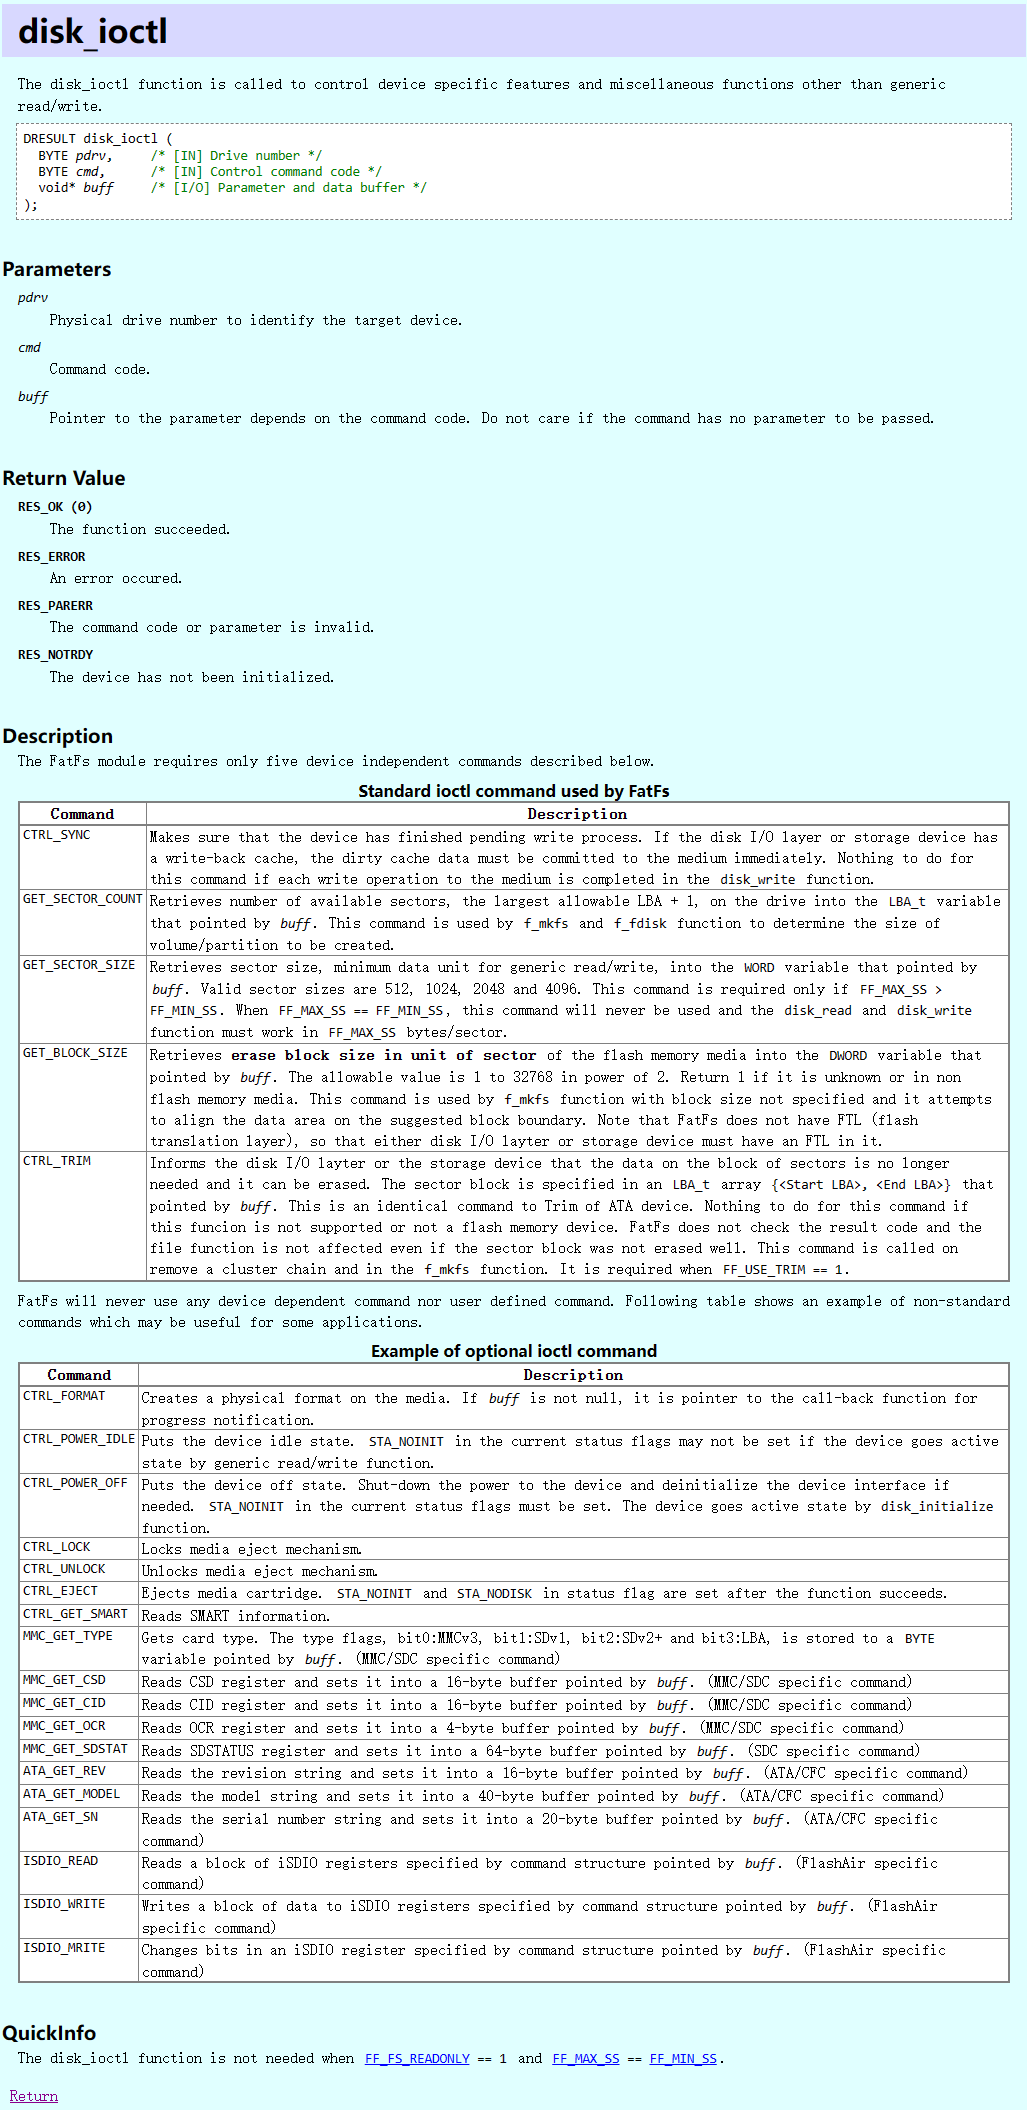 disk_ioctl
The disk_ioctl function is called to control device specific features and miscellaneous functions other than generic
read/write.
DRESULT disk_ioctl (
  BYTE pdrv,     /* [IN] Drive number */
  BYTE cmd,      /* [IN] Control command code */
  void* buff     /* [I/O] Parameter and data buffer */
);
Parameters
pdrv
Physical drive number to identify the target device.
cmd
Command code.
buff
Pointer to the parameter depends on the command code. Do not care if the command has no parameter to be passed.
Return Value
RES_OK (0)
The function succeeded.
RES_ERROR
An error occured.
RES_PARERR
The command code or parameter is invalid.
RES_NOTRDY
The device has not been initialized.
Description
The FatFs module requires only five device independent commands described below.
Standard ioctl command used by FatFs
Command Description
CTRL_SYNC Makes sure that the device has finished pending write process. If the disk I/O layer or storage device has
a write-back cache, the dirty cache data must be committed to the medium immediately. Nothing to do for
this command if each write operation to the medium is completed in the disk_write function.
GET_SECTOR_COUNT Retrieves number of available sectors, the largest allowable LBA + 1, on the drive into the LBA_t variable
that pointed by buff. This command is used by f_mkfs and f_fdisk function to determine the size of
volume/partition to be created.
GET_SECTOR_SIZE Retrieves sector size, minimum data unit for generic read/write, into the WORD variable that pointed by
buff. Valid sector sizes are 512, 1024, 2048 and 4096. This command is required only if FF_MAX_SS >
FF_MIN_SS. When FF_MAX_SS == FF_MIN_SS, this command will never be used and the disk_read and disk_write
function must work in FF_MAX_SS bytes/sector.
GET_BLOCK_SIZE Retrieves erase block size in unit of sector of the flash memory media into the DWORD variable that
pointed by buff. The allowable value is 1 to 32768 in power of 2. Return 1 if it is unknown or in non
flash memory media. This command is used by f_mkfs function with block size not specified and it attempts
to align the data area on the suggested block boundary. Note that FatFs does not have FTL (flash
translation layer), so that either disk I/O layter or storage device must have an FTL in it.
CTRL_TRIM Informs the disk I/O layter or the storage device that the data on the block of sectors is no longer
needed and it can be erased. The sector block is specified in an LBA_t array {<Start LBA>, <End LBA>} that
pointed by buff. This is an identical command to Trim of ATA device. Nothing to do for this command if
this funcion is not supported or not a flash memory device. FatFs does not check the result code and the
file function is not affected even if the sector block was not erased well. This command is called on
remove a cluster chain and in the f_mkfs function. It is required when FF_USE_TRIM == 1.
FatFs will never use any device dependent command nor user defined command. Following table shows an example of non-standard
commands which may be useful for some applications.
Example of optional ioctl command
Command Description
CTRL_FORMAT Creates a physical format on the media. If buff is not null, it is pointer to the call-back function for
progress notification.
CTRL_POWER_IDLE Puts the device idle state. STA_NOINIT in the current status flags may not be set if the device goes active
state by generic read/write function.
CTRL_POWER_OFF Puts the device off state. Shut-down the power to the device and deinitialize the device interface if
needed. STA_NOINIT in the current status flags must be set. The device goes active state by disk_initialize
function.
CTRL_LOCK Locks media eject mechanism.
CTRL_UNLOCK Unlocks media eject mechanism.
CTRL_EJECT Ejects media cartridge. STA_NOINIT and STA_NODISK in status flag are set after the function succeeds.
CTRL_GET_SMART Reads SMART information.
MMC_GET_TYPE Gets card type. The type flags, bit0:MMCv3, bit1:SDv1, bit2:SDv2+ and bit3:LBA, is stored to a BYTE
variable pointed by buff. (MMC/SDC specific command)
MMC_GET_CSD Reads CSD register and sets it into a 16-byte buffer pointed by buff. (MMC/SDC specific command)
MMC_GET_CID Reads CID register and sets it into a 16-byte buffer pointed by buff. (MMC/SDC specific command)
MMC_GET_OCR Reads OCR register and sets it into a 4-byte buffer pointed by buff. (MMC/SDC specific command)
MMC_GET_SDSTAT Reads SDSTATUS register and sets it into a 64-byte buffer pointed by buff. (SDC specific command)
ATA_GET_REV Reads the revision string and sets it into a 16-byte buffer pointed by buff. (ATA/CFC specific command)
ATA_GET_MODEL Reads the model string and sets it into a 40-byte buffer pointed by buff. (ATA/CFC specific command)
ATA_GET_SN Reads the serial number string and sets it into a 20-byte buffer pointed by buff. (ATA/CFC specific
command)
ISDIO_READ Reads a block of iSDIO registers specified by command structure pointed by buff. (FlashAir specific
command)
ISDIO_WRITE Writes a block of data to iSDIO registers specified by command structure pointed by buff. (FlashAir
specific command)
ISDIO_MRITE Changes bits in an iSDIO register specified by command structure pointed by buff. (FlashAir specific
command)
QuickInfo
The disk_ioctl function is not needed when FF_FS_READONLY == 1 and FF_MAX_SS == FF_MIN_SS.
Return